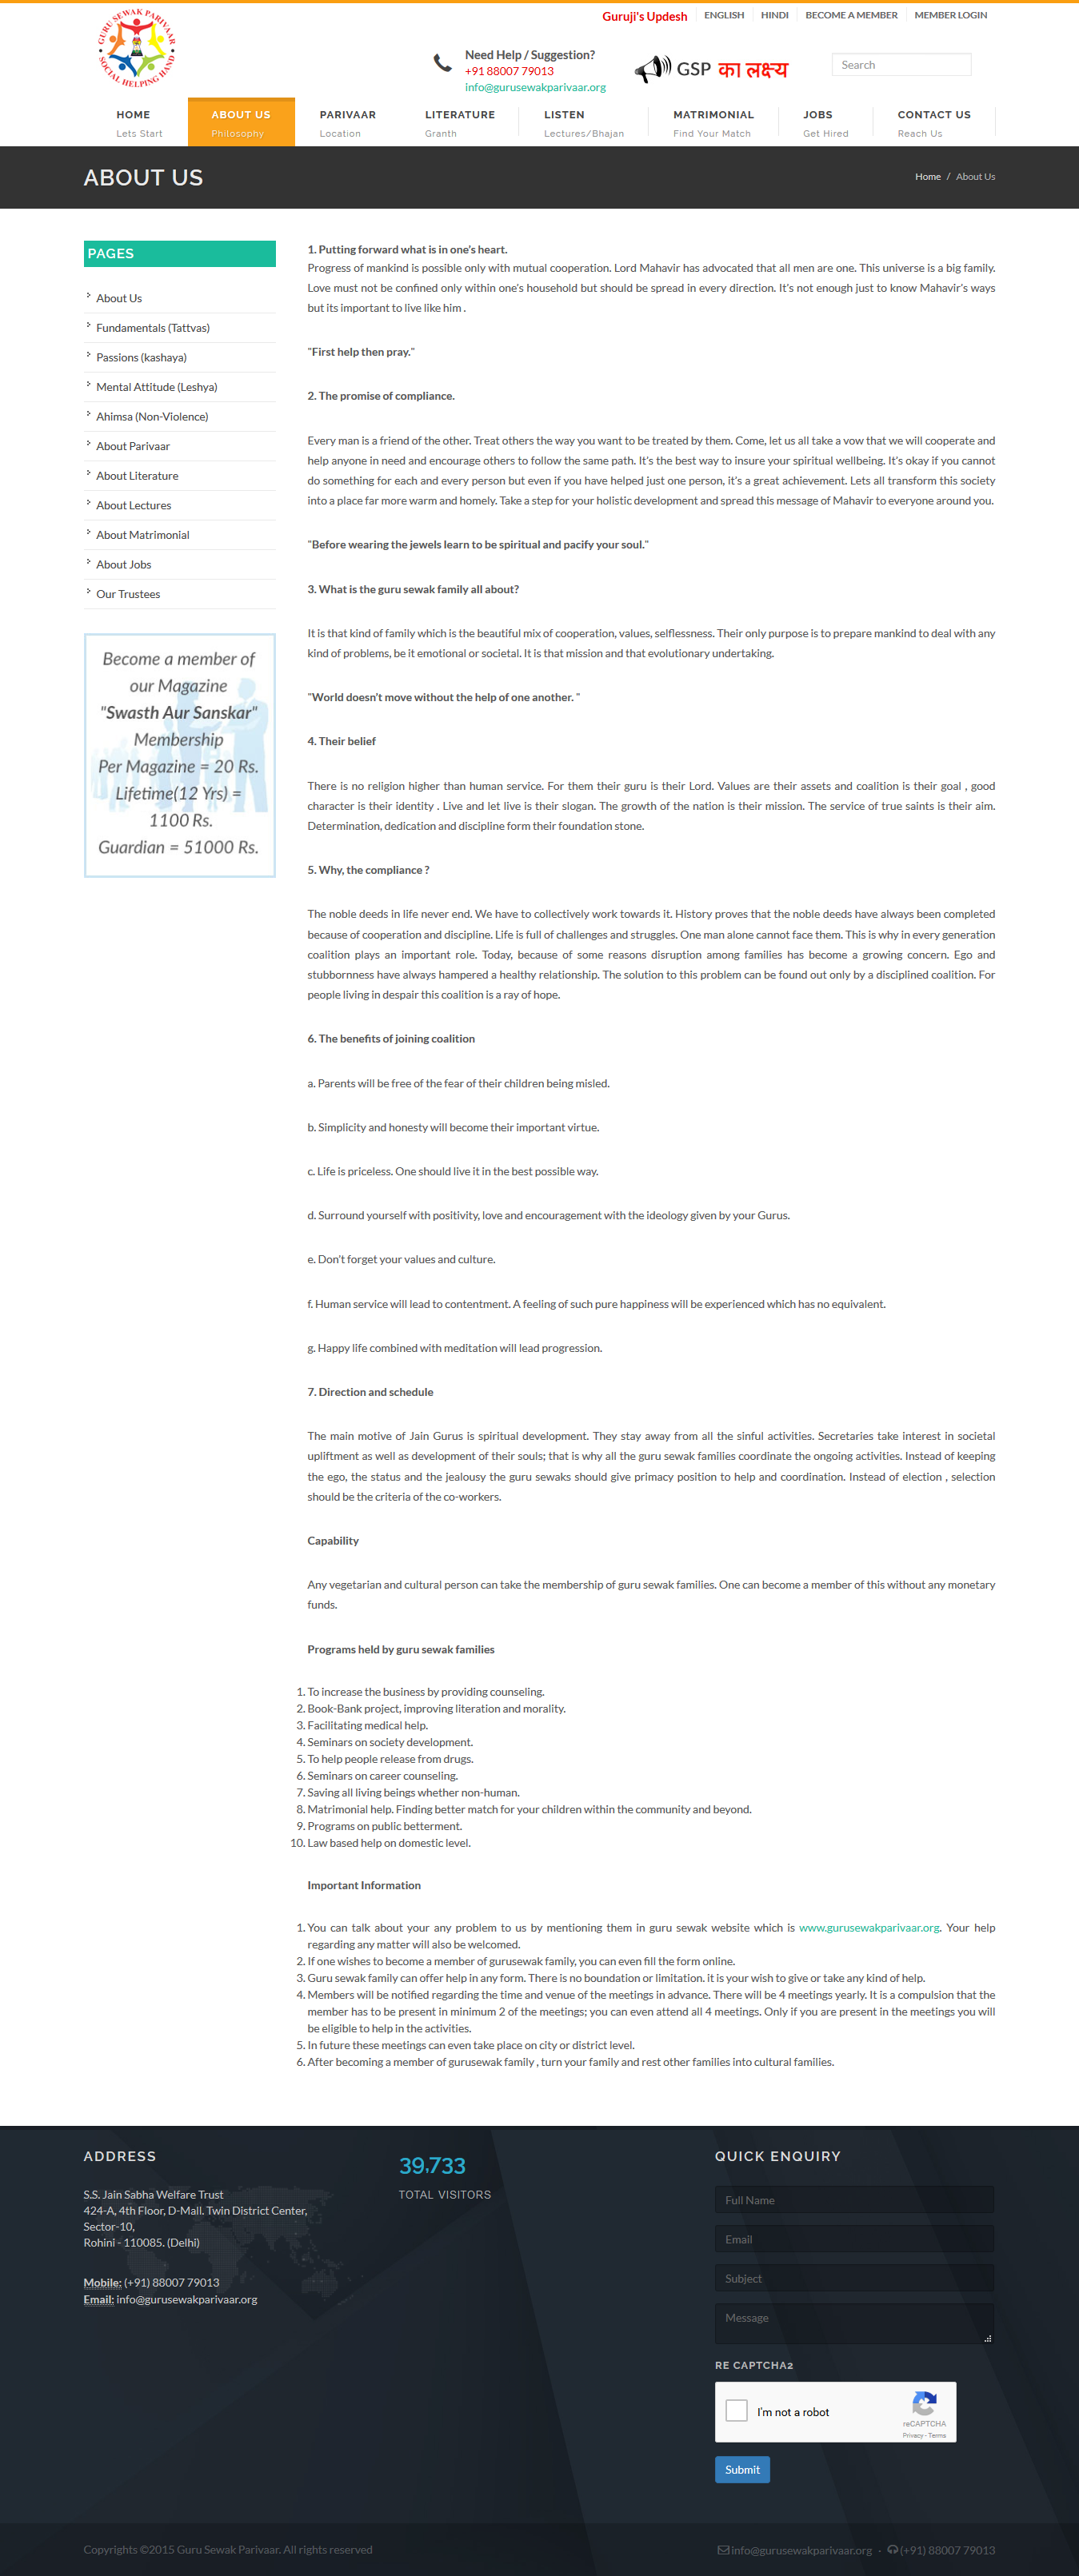 GURU SEWAK PARIVAAR
SOCIAL HELPING HAND
Guruji's Updesh
ENGLISH
HINDI
BECOME A MEMBER
MEMBER LOGIN
Need Help / Suggestion?
+91 88007 79013
info@gurusewakparivaar.org
GSP का लक्ष्य
Search
HOME
Lets Start
ABOUT US
Philosophy
PARIVAAR
Location
LITERATURE
Granth
LISTEN
Lectures/Bhajan
MATRIMONIAL
Find Your Match
JOBS
Get Hired
CONTACT US
Reach Us
ABOUT US
Home / About Us
PAGES
About Us
Fundamentals (Tattvas)
Passions (kashaya)
Mental Attitude (Leshya)
Ahimsa (Non-Violence)
About Parivaar
About Literature
About Lectures
About Matrimonial
About Jobs
Our Trustees
Become a member of
our Magazine
"Swasth Aur Sanskar"
Membership
Per Magazine = 20 Rs.
Lifetime(12 Yrs) =
1100 Rs.
Guardian = 51000 Rs.
1. Putting forward what is in one's heart.
Progress of mankind is possible only with mutual cooperation. Lord Mahavir has advocated that all men are one. This universe is a big family.
Love must not be confined only within one's household but should be spread in every direction. It's not enough just to know Mahavir's ways
but its important to live like him .
"First help then pray."
2. The promise of compliance.
Every man is a friend of the other. Treat others the way you want to be treated by them. Come, let us all take a vow that we will cooperate and
help anyone in need and encourage others to follow the same path. It's the best way to insure your spiritual wellbeing. It's okay if you cannot
do something for each and every person but even if you have helped just one person, it's a great achievement. Lets all transform this society
into a place far more warm and homely. Take a step for your holistic development and spread this message of Mahavir to everyone around you.
"Before wearing the jewels learn to be spiritual and pacify your soul."
3. What is the guru sewak family all about?
It is that kind of family which is the beautiful mix of cooperation, values, selflessness. Their only purpose is to prepare mankind to deal with any
kind of problems, be it emotional or societal. It is that mission and that evolutionary undertaking.
"World doesn't move without the help of one another. "
4. Their belief
There is no religion higher than human service. For them their guru is their Lord. Values are their assets and coalition is their goal , good
character is their identity . Live and let live is their slogan. The growth of the nation is their mission. The service of true saints is their aim.
Determination, dedication and discipline form their foundation stone.
5. Why, the compliance ?
The noble deeds in life never end. We have to collectively work towards it. History proves that the noble deeds have always been completed
because of cooperation and discipline. Life is full of challenges and struggles. One man alone cannot face them. This is why in every generation
coalition plays an important role. Today, because of some reasons disruption among families has become a growing concern. Ego and
stubbornness have always hampered a healthy relationship. The solution to this problem can be found out only by a disciplined coalition. For
people living in despair this coalition is a ray of hope.
6. The benefits of joining coalition
a. Parents will be free of the fear of their children being misled.
b. Simplicity and honesty will become their important virtue.
c. Life is priceless. One should live it in the best possible way.
d. Surround yourself with positivity, love and encouragement with the ideology given by your Gurus.
e. Don't forget your values and culture.
f. Human service will lead to contentment. A feeling of such pure happiness will be experienced which has no equivalent.
g. Happy life combined with meditation will lead progression.
7. Direction and schedule
The main motive of Jain Gurus is spiritual development. They stay away from all the sinful activities. Secretaries take interest in societal
upliftment as well as development of their souls; that is why all the guru sewak families coordinate the ongoing activities. Instead of keeping
the ego, the status and the jealousy the guru sewaks should give primacy position to help and coordination. Instead of election , selection
should be the criteria of the co-workers.
Capability
Any vegetarian and cultural person can take the membership of guru sewak families. One can become a member of this without any monetary
funds.
Programs held by guru sewak families
1. To increase the business by providing counseling.
2. Book-Bank project, improving literation and morality.
3. Facilitating medical help.
4. Seminars on society development.
5. To help people release from drugs.
6. Seminars on career counseling.
7. Saving all living beings whether non-human.
8. Matrimonial help. Finding better match for your children within the community and beyond.
9. Programs on public betterment.
10. Law based help on domestic level.
Important Information
1. You can talk about your any problem to us by mentioning them in guru sewak website which is www.gurusewakparivaar.org. Your help
regarding any matter will also be welcomed.
2. If one wishes to become a member of gurusewak family, you can even fill the form online.
3. Guru sewak family can offer help in any form. There is no boundation or limitation. it is your wish to give or take any kind of help.
4. Members will be notified regarding the time and venue of the meetings in advance. There will be 4 meetings yearly. It is a compulsion that the
member has to be present in minimum 2 of the meetings; you can even attend all 4 meetings. Only if you are present in the meetings you will
be eligible to help in the activities.
5. In future these meetings can even take place on city or district level.
6. After becoming a member of gurusewak family , turn your family and rest other families into cultural families.
ADDRESS
S.S. Jain Sabha Welfare Trust
424-A, 4th Floor, D-Mall. Twin District Center,
Sector-10,
Rohini - 110085. (Delhi)
Mobile: (+91) 88007 79013
Email: info@gurusewakparivaar.org
39,733
TOTAL VISITORS
QUICK ENQUIRY
Full Name
Email
Subject
Message
RE CAPTCHA2
I'm not a robot
reCAPTCHA
Privacy - Terms
Submit
Copyrights ©2015 Guru Sewak Parivaar. All rights reserved
info@gurusewakparivaar.org · (+91) 88007 79013